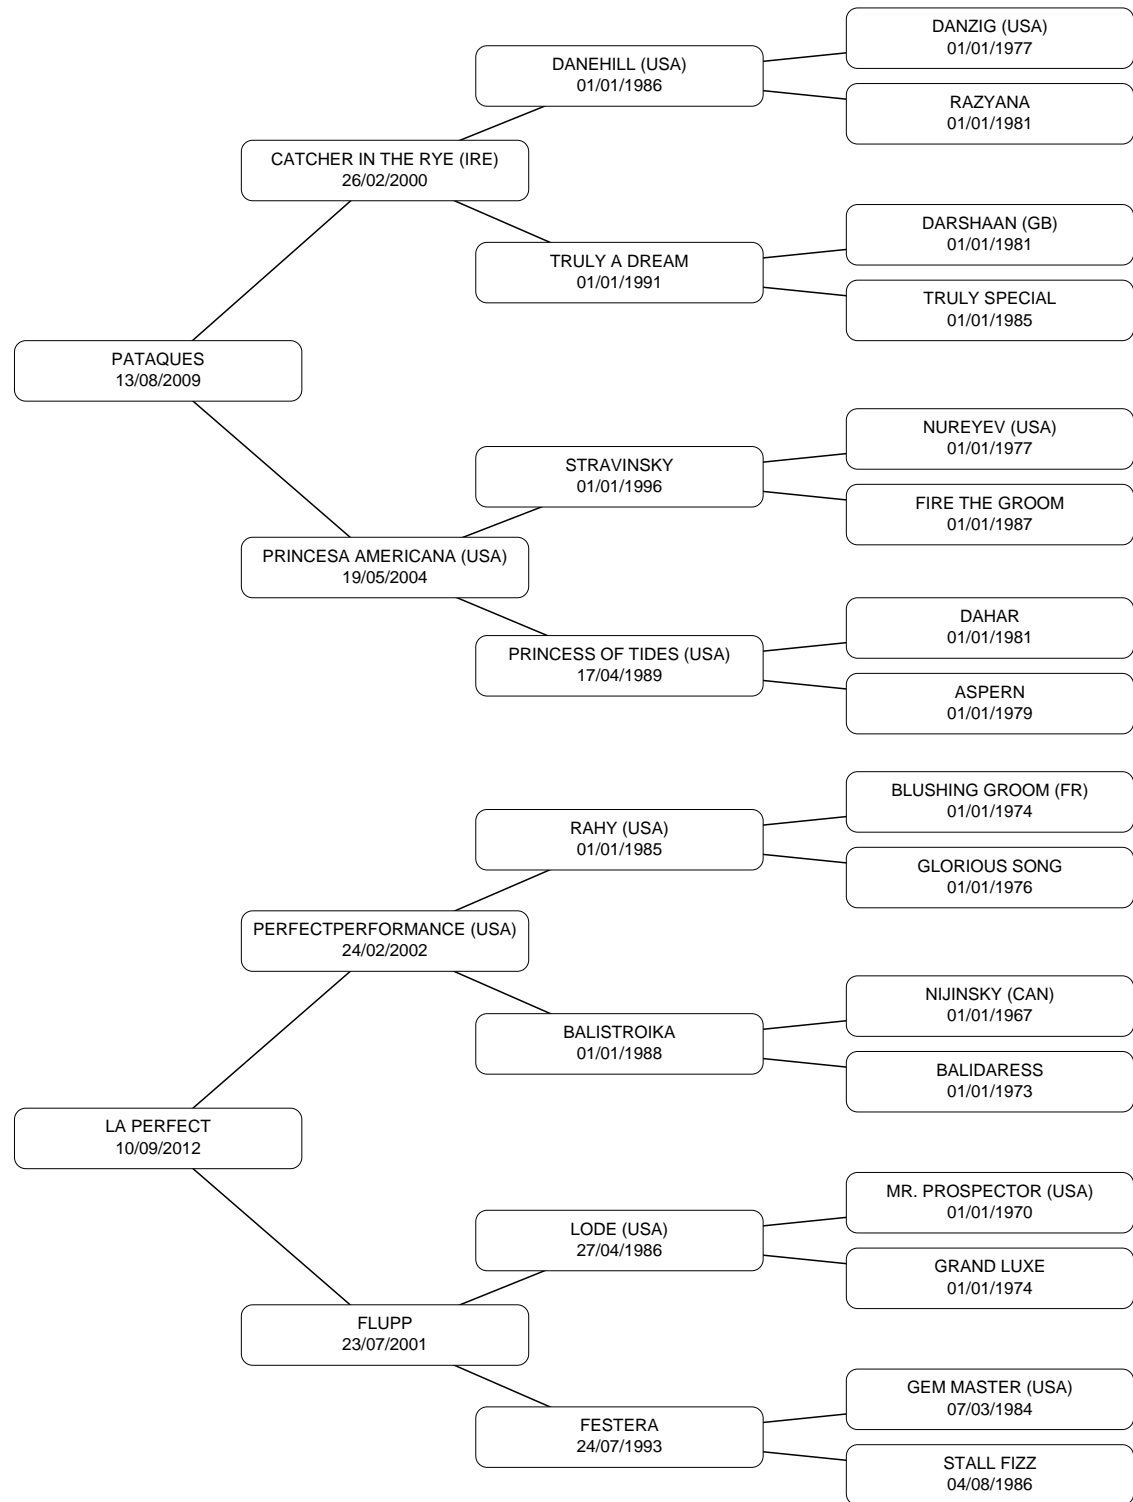 DANZIG (USA)
01/01/1977
DANEHILL (USA)
01/01/1986
RAZYANA
01/01/1981
CATCHER IN THE RYE (IRE)
26/02/2000
DARSHAAN (GB)
01/01/1981
TRULY A DREAM
01/01/1991
TRULY SPECIAL
01/01/1985
PATAQUES
13/08/2009
NUREYEV (USA)
01/01/1977
STRAVINSKY
01/01/1996
FIRE THE GROOM
01/01/1987
PRINCESA AMERICANA (USA)
19/05/2004
DAHAR
01/01/1981
PRINCESS OF TIDES (USA)
17/04/1989
ASPERN
01/01/1979
BLUSHING GROOM (FR)
01/01/1974
RAHY (USA)
01/01/1985
GLORIOUS SONG
01/01/1976
PERFECTPERFORMANCE (USA)
24/02/2002
NIJINSKY (CAN)
01/01/1967
BALISTROIKA
01/01/1988
BALIDARESS
01/01/1973
LA PERFECT
10/09/2012
MR. PROSPECTOR (USA)
01/01/1970
LODE (USA)
27/04/1986
GRAND LUXE
01/01/1974
FLUPP
23/07/2001
GEM MASTER (USA)
07/03/1984
FESTERA
24/07/1993
STALL FIZZ
04/08/1986